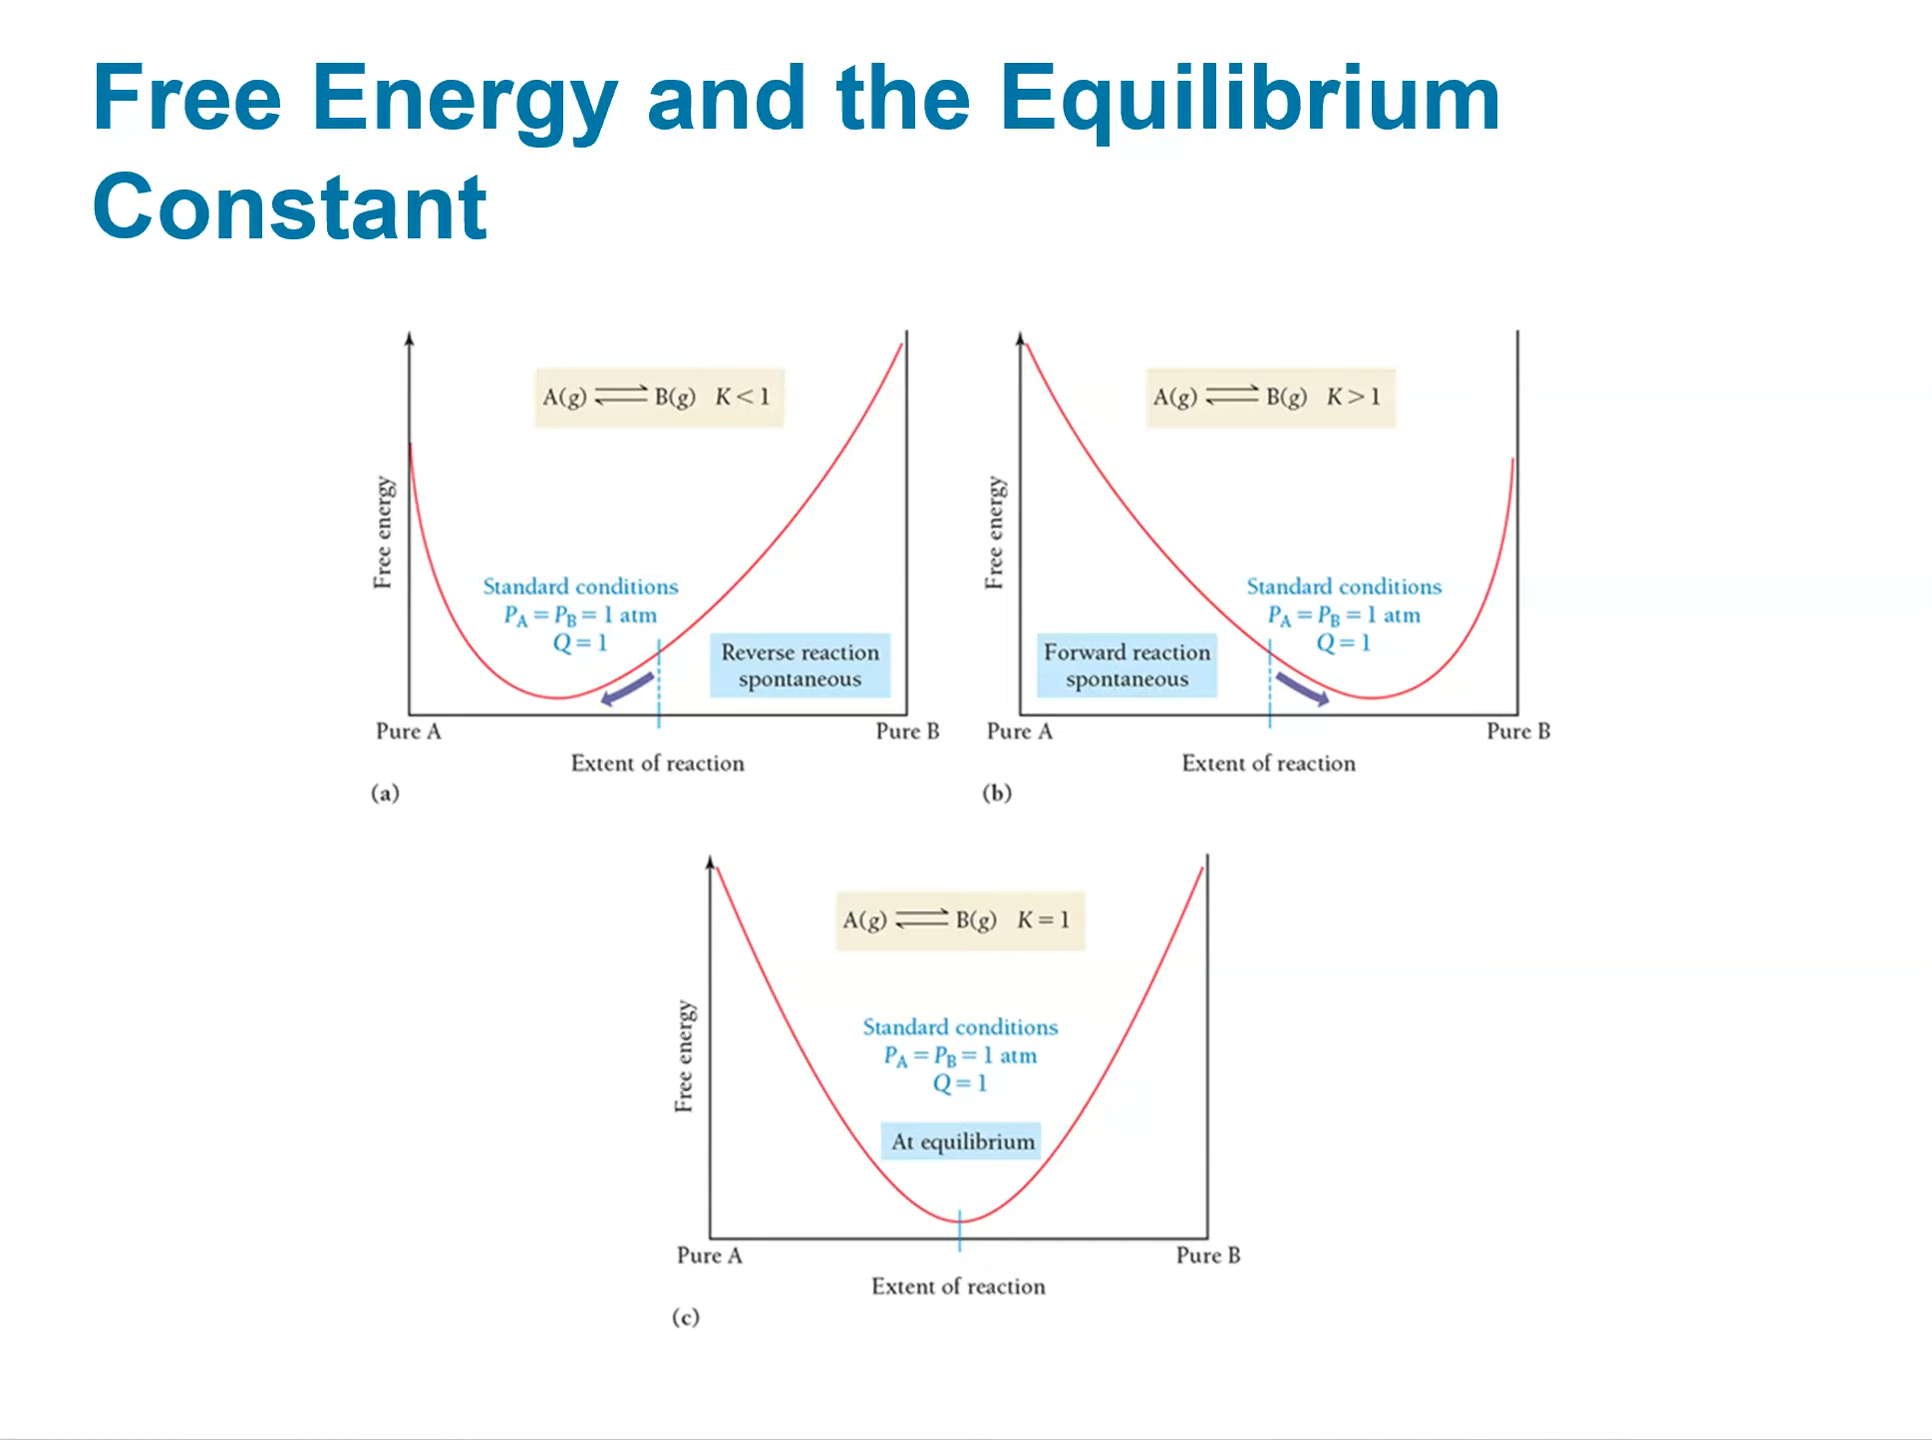 Free Energy and the Equilibrium
Constant
A(g) ⇌ B(g) K < 1
Free energy
Standard conditions
P_A = P_B = 1 atm
Q = 1
Reverse reaction
spontaneous
Pure A
Pure B
Extent of reaction
(a)
A(g) ⇌ B(g) K > 1
Free energy
Standard conditions
P_A = P_B = 1 atm
Q = 1
Forward reaction
spontaneous
Pure A
Pure B
Extent of reaction
(b)
A(g) ⇌ B(g) K = 1
Free energy
Standard conditions
P_A = P_B = 1 atm
Q = 1
At equilibrium
Pure A
Pure B
Extent of reaction
(c)